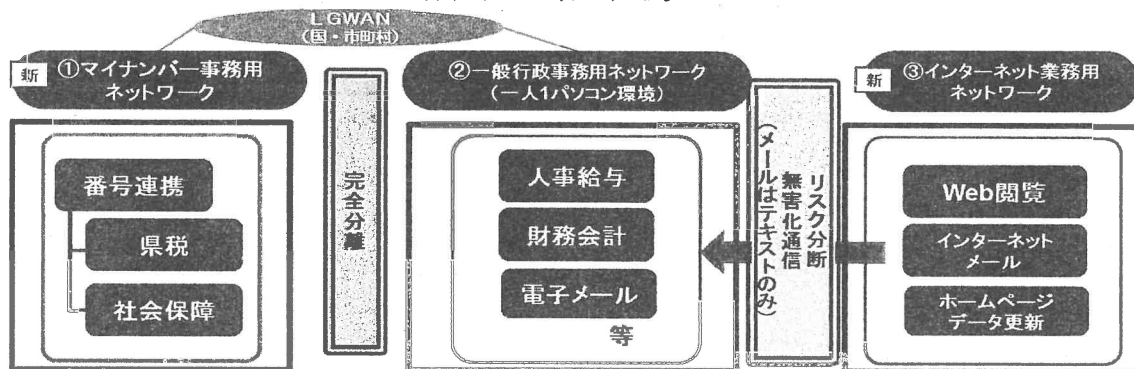 LGWAN
(国・市町村)
新
①マイナンバー事務用
ネットワーク
②一般行政事務用ネットワーク
(一人1パソコン環境)
新
③インターネット業務用
ネットワーク
番号連携
県税
社会保障
完全分離
人事給与
財務会計
電子メール
等
リスク分断
無害化通信
(メールはテキストのみ)
Web閲覧
インターネット
メール
ホームページ
データ更新